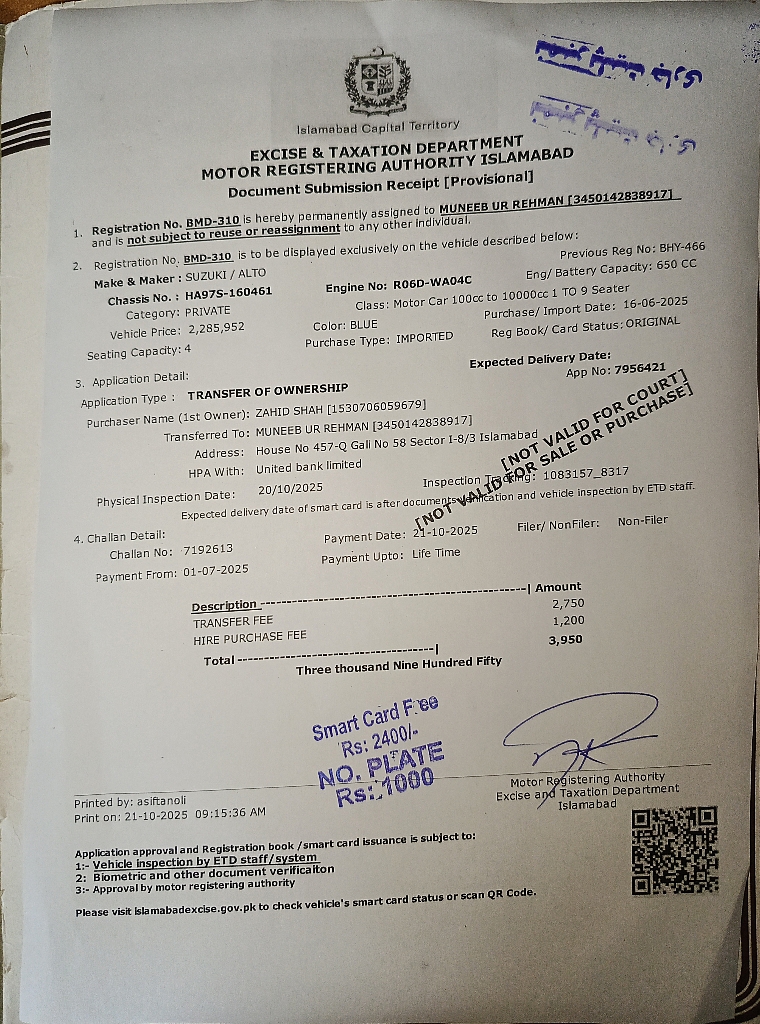 Islamabad Capital Territory
EXCISE & TAXATION DEPARTMENT
MOTOR REGISTERING AUTHORITY ISLAMABAD
Document Submission Receipt [Provisional]
1. Registration No. BMD-310 is hereby permanently assigned to MUNEEB UR REHMAN [3450142838917]
and is not subject to reuse or reassignment to any other individual.
2. Registration No. BMD-310 is to be displayed exclusively on the vehicle described below:
Make & Maker : SUZUKI / ALTO Previous Reg No: BHY-466
Chassis No. : HA97S-160461 Engine No: R06D-WA04C Eng/ Battery Capacity: 650 CC
Category: PRIVATE Class: Motor Car 100cc to 10000cc 1 TO 9 Seater
Vehicle Price: 2,285,952 Color: BLUE Purchase/ Import Date: 16-06-2025
Seating Capacity: 4 Purchase Type: IMPORTED Reg Book/ Card Status: ORIGINAL
3. Application Detail: Expected Delivery Date:
Application Type : TRANSFER OF OWNERSHIP App No: 7956421
Purchaser Name (1st Owner): ZAHID SHAH [1530706059679]
Transferred To: MUNEEB UR REHMAN [3450142838917]
Address: House No 457-Q Gali No 58 Sector I-8/3 Islamabad
HPA With: United bank limited
[NOT VALID FOR COURT]
[NOT VALID FOR SALE OR PURCHASE]
Physical Inspection Date: 20/10/2025 Inspection Tracking: 1083157_8317
Expected delivery date of smart card is after documents verification and vehicle inspection by ETD staff.
4. Challan Detail:
Challan No: 7192613 Payment Date: 21-10-2025 Filer/ NonFiler: Non-Filer
Payment From: 01-07-2025 Payment Upto: Life Time
Description ---| Amount
TRANSFER FEE 2,750
HIRE PURCHASE FEE 1,200
Total ---| 3,950
Three thousand Nine Hundred Fifty
Smart Card Free
Rs: 2400/-
NO. PLATE
Rs: 1000
Motor Registering Authority
Excise and Taxation Department
Islamabad
Printed by: asiftanoli
Print on: 21-10-2025 09:15:36 AM
Application approval and Registration book /smart card issuance is subject to:
1:- Vehicle inspection by ETD staff/system
2: Biometric and other document verificaiton
3:- Approval by motor registering authority
Please visit islamabadexcise.gov.pk to check vehicle's smart card status or scan QR Code.